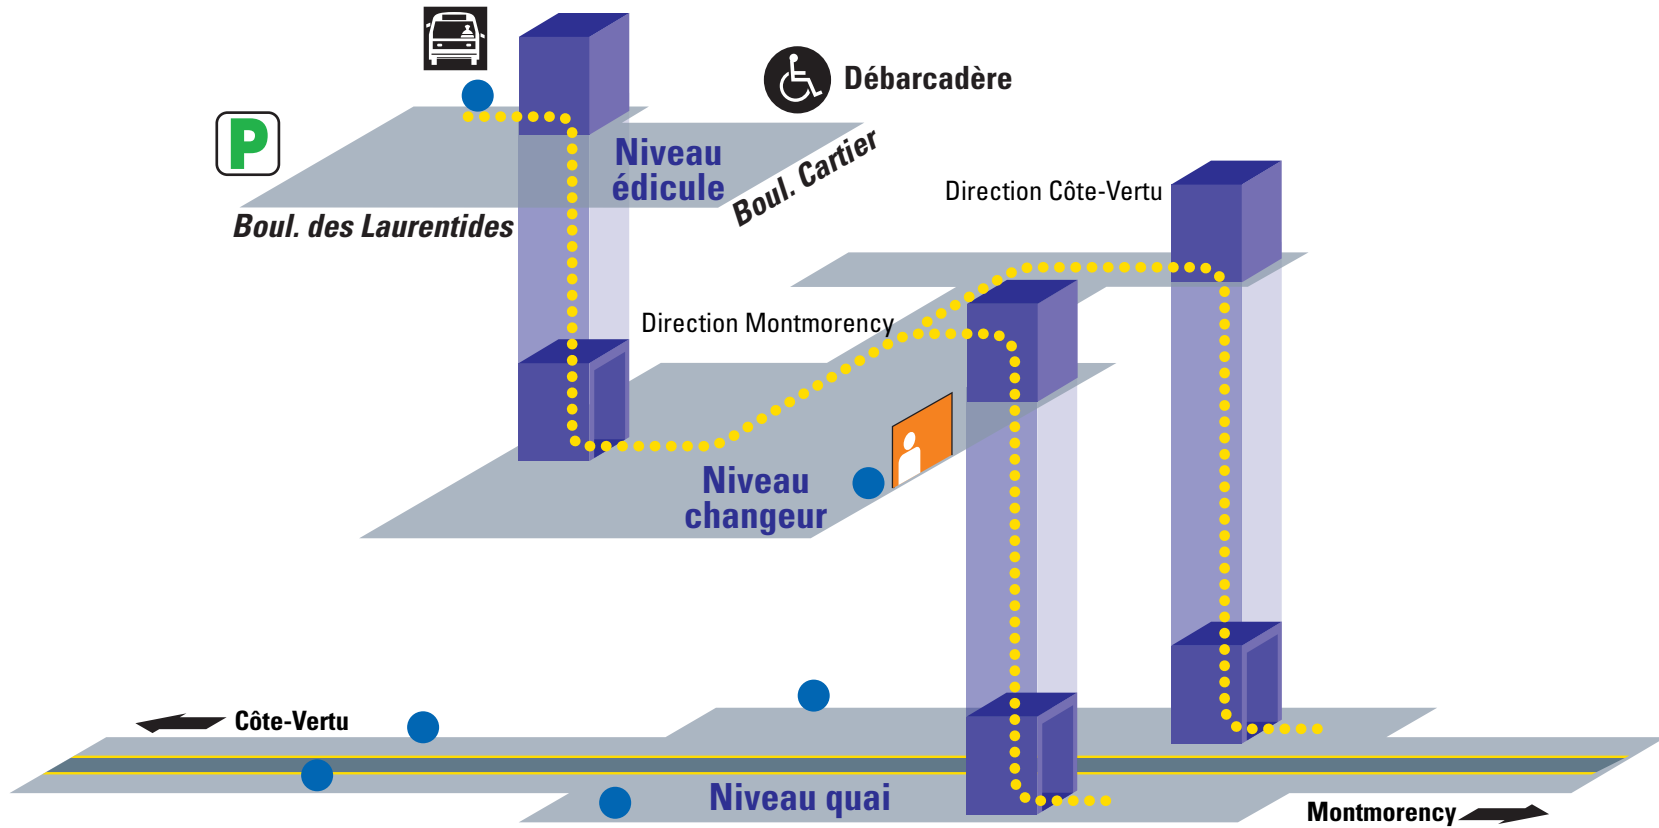 Débarcadère
P
Niveau
édicule
Boul. Cartier
Boul. des Laurentides
Direction Côte-Vertu
Direction Montmorency
Niveau
changeur
Côte-Vertu
Niveau quai
Montmorency